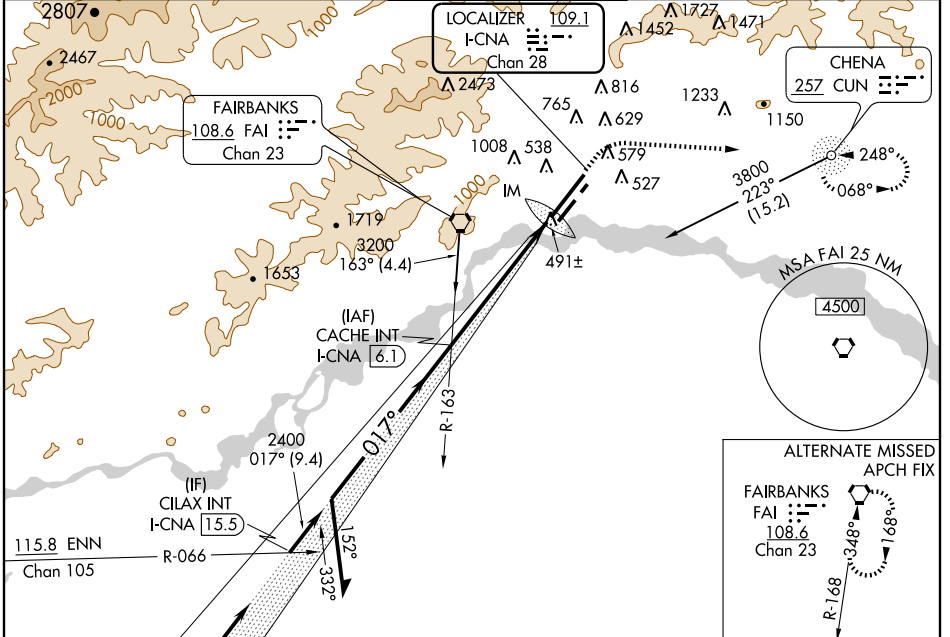 2807
2467
2000
1000
1000
LOCALIZER 109.1
I-CNA
Chan 28
1727
1452
1471
2473
816
765
629
1233
1150
1008
538
579
527
CHENA
257 CUN
248°
068°
3800
223°
(15.2)
FAIRBANKS
108.6 FAI
Chan 23
1000
IM
491±
1719
1653
3200
163° (4.4)
(IAF)
CACHE INT
I-CNA 6.1
R-163
017°
2400
017° (9.4)
(IF)
CILAX INT
I-CNA 15.5
115.8 ENN
Chan 105
R-066
152°
332°
MSA FAI 25 NM
4500
ALTERNATE MISSED
APCH FIX
FAIRBANKS
FAI
108.6
Chan 23
348°
168°
R-168